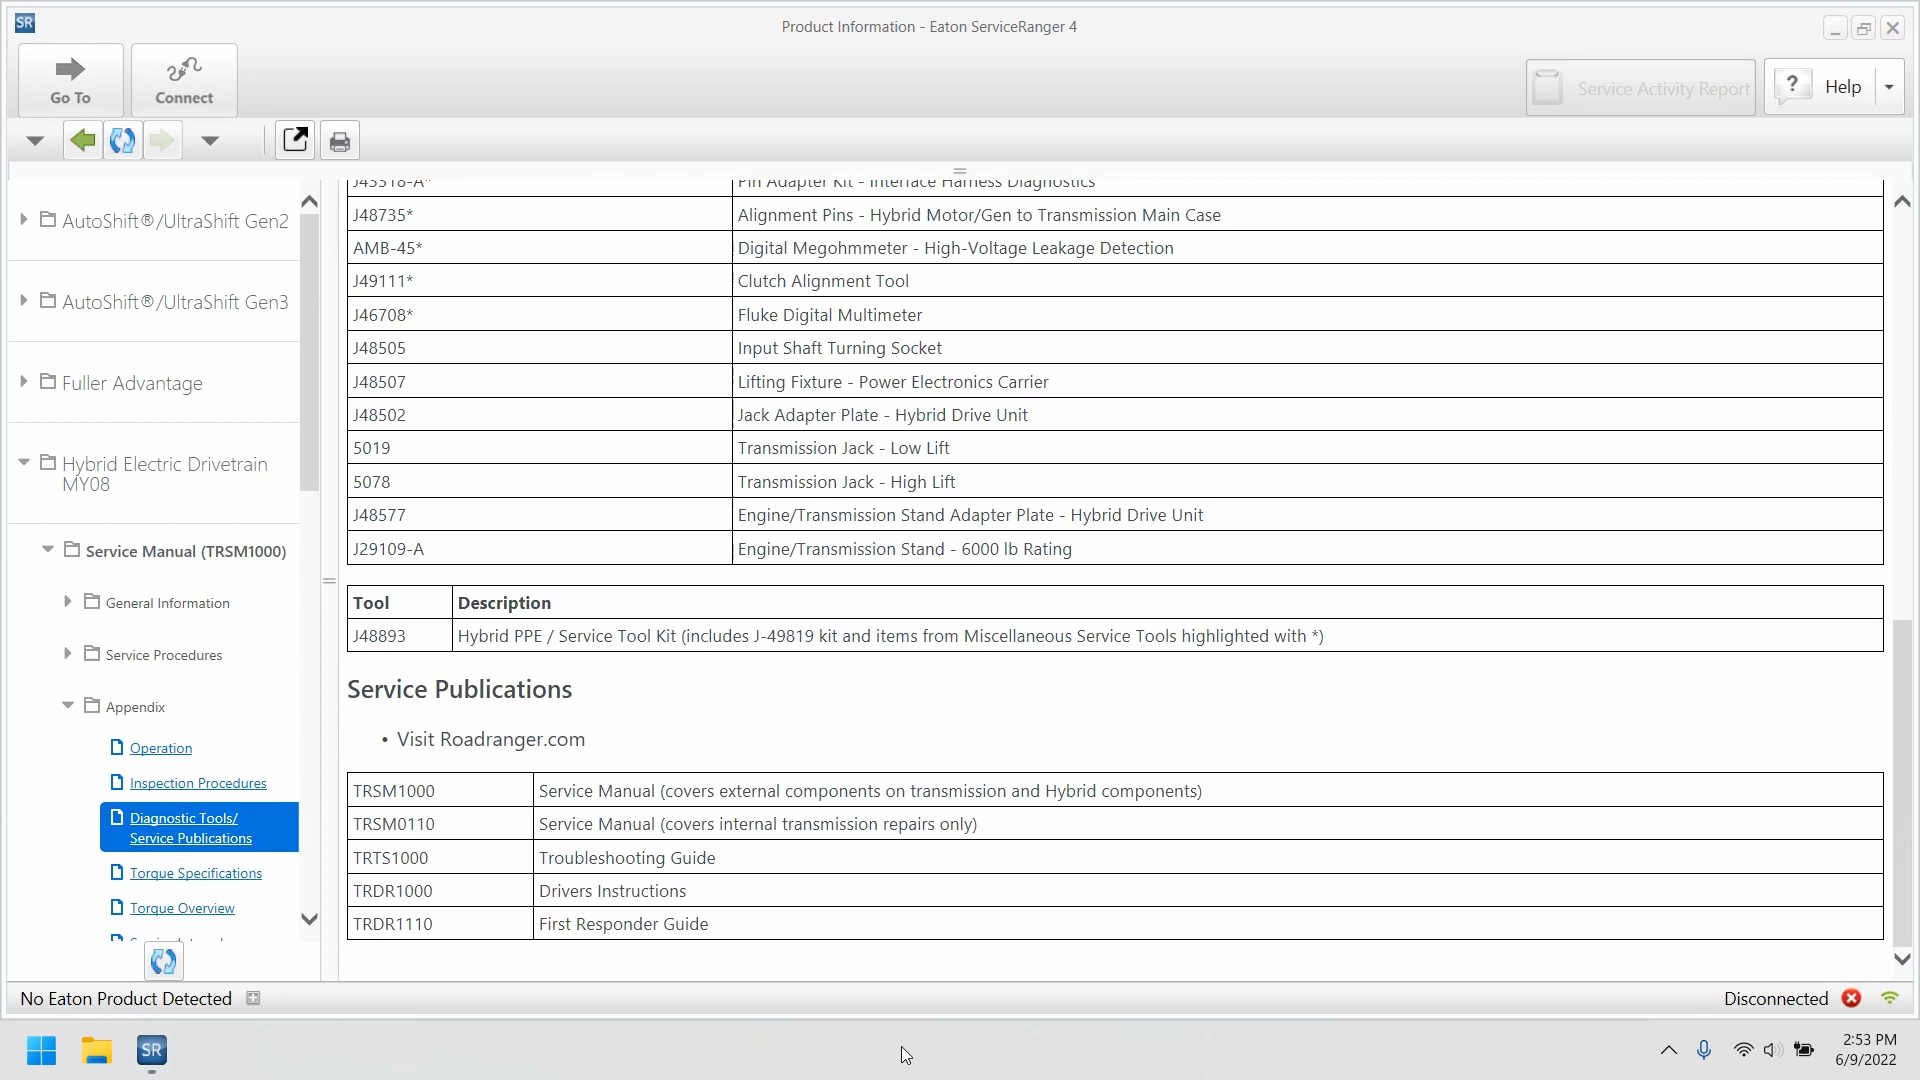 SR
Product Information - Eaton ServiceRanger 4
Go To
Connect
Service Activity Report
? Help
AutoShift®/UltraShift Gen2
AutoShift®/UltraShift Gen3
Fuller Advantage
Hybrid Electric Drivetrain
MY08
Service Manual (TRSM1000)
General Information
Service Procedures
Appendix
Operation
Inspection Procedures
Diagnostic Tools/
Service Publications
Torque Specifications
Torque Overview
Pin Adapter Kit - Interface Harness Diagnostics
J48735* Alignment Pins - Hybrid Motor/Gen to Transmission Main Case
AMB-45* Digital Megohmmeter - High-Voltage Leakage Detection
J49111* Clutch Alignment Tool
J46708* Fluke Digital Multimeter
J48505 Input Shaft Turning Socket
J48507 Lifting Fixture - Power Electronics Carrier
J48502 Jack Adapter Plate - Hybrid Drive Unit
5019 Transmission Jack - Low Lift
5078 Transmission Jack - High Lift
J48577 Engine/Transmission Stand Adapter Plate - Hybrid Drive Unit
J29109-A Engine/Transmission Stand - 6000 lb Rating
Tool Description
J48893 Hybrid PPE / Service Tool Kit (includes J-49819 kit and items from Miscellaneous Service Tools highlighted with *)
Service Publications
• Visit Roadranger.com
TRSM1000 Service Manual (covers external components on transmission and Hybrid components)
TRSM0110 Service Manual (covers internal transmission repairs only)
TRTS1000 Troubleshooting Guide
TRDR1000 Drivers Instructions
TRDR1110 First Responder Guide
No Eaton Product Detected
Disconnected
SR
2:53 PM
6/9/2022